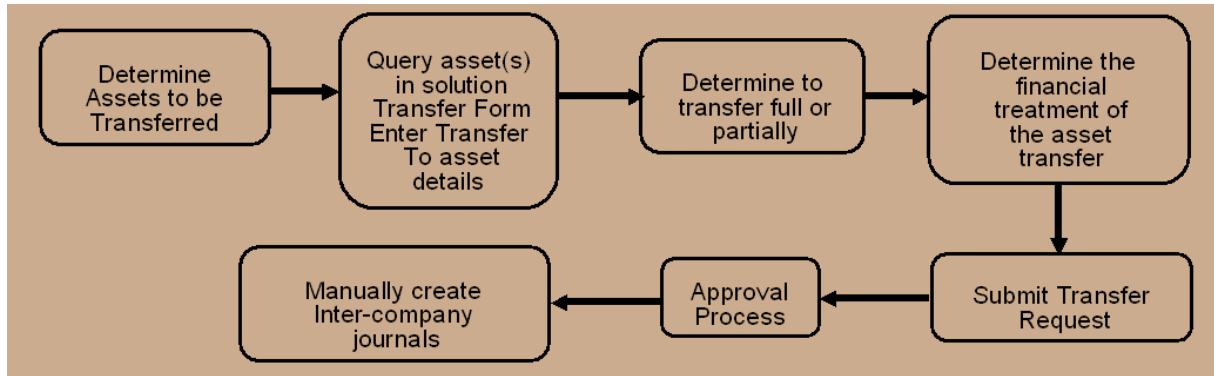 Determine
Assets to be
Transferred
Query asset(s)
in solution
Transfer Form
Enter Transfer
To asset
details
Determine to
transfer full or
partially
Determine the
financial
treatment of
the asset
transfer
Submit Transfer
Request
Approval
Process
Manually create
Inter-company
journals